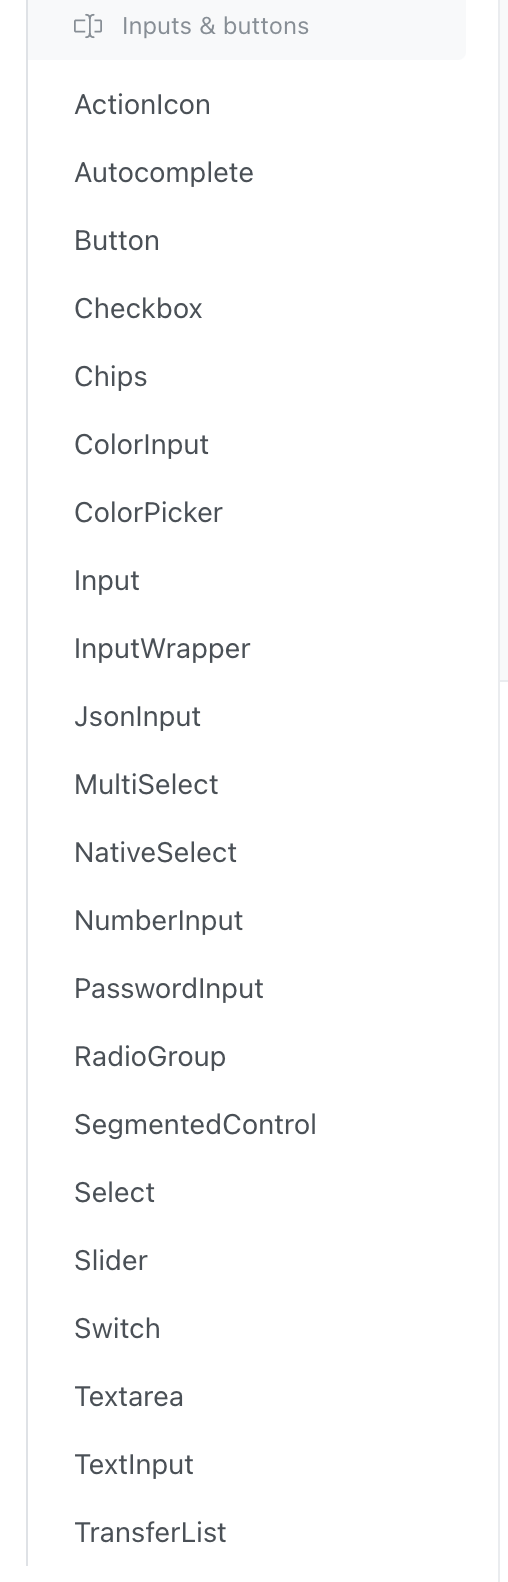 Inputs & buttons
ActionIcon
Autocomplete
Button
Checkbox
Chips
ColorInput
ColorPicker
Input
InputWrapper
JsonInput
MultiSelect
NativeSelect
NumberInput
PasswordInput
RadioGroup
SegmentedControl
Select
Slider
Switch
Textarea
TextInput
TransferList